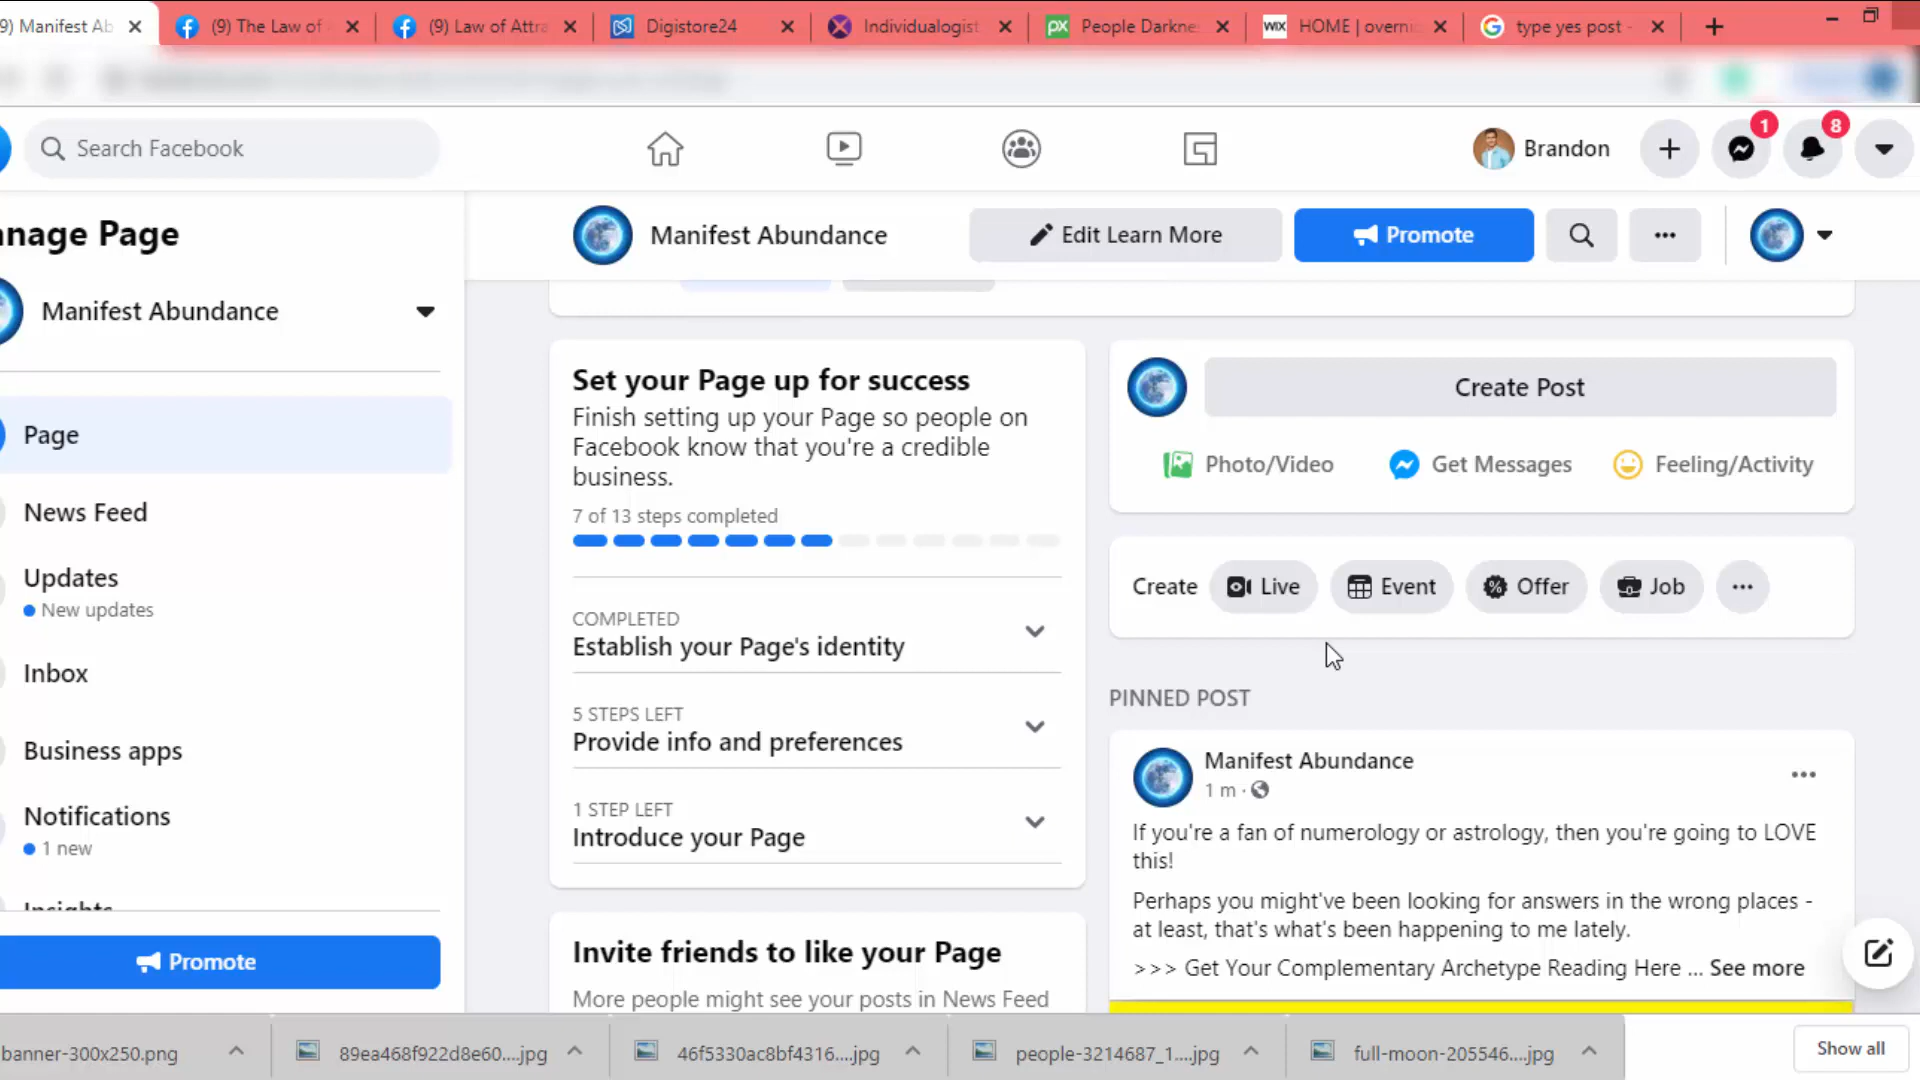 9) Manifest Ab
(9) The Law of
(9) Law of Attra
Digistore24
Individualogist
People Darknes
HOME | overni
type yes post -
Search Facebook
Brandon
1
8
nage Page
Manifest Abundance
Edit Learn More
Promote
Manifest Abundance
Page
News Feed
Updates
New updates
Inbox
Business apps
Notifications
1 new
Insights
Promote
Set your Page up for success
Finish setting up your Page so people on
Facebook know that you're a credible
business.
7 of 13 steps completed
COMPLETED
Establish your Page's identity
5 STEPS LEFT
Provide info and preferences
1 STEP LEFT
Introduce your Page
Invite friends to like your Page
More people might see your posts in News Feed
Create Post
Photo/Video
Get Messages
Feeling/Activity
Create
Live
Event
Offer
Job
PINNED POST
Manifest Abundance
1 m ·
If you're a fan of numerology or astrology, then you're going to LOVE
this!
Perhaps you might've been looking for answers in the wrong places -
at least, that's what's been happening to me lately.
>>> Get Your Complementary Archetype Reading Here ... See more
banner-300x250.png
89ea468f922d8e60....jpg
46f5330ac8bf4316....jpg
people-3214687_1....jpg
full-moon-205546....jpg
Show all